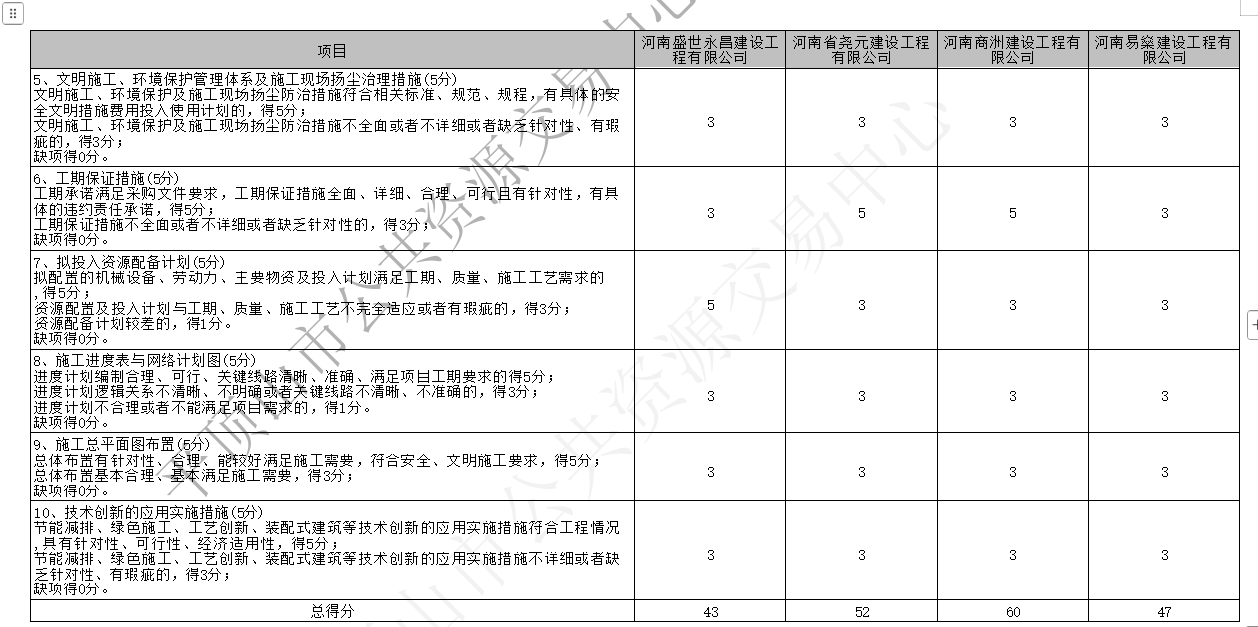 项目
河南盛世永昌建设工
程有限公司
河南省尧元建设工程
有限公司
河南商洲建设工程有
限公司
河南易燊建设工程有
限公司
5、文明施工、环境保护管理体系及施工现场扬尘治理措施(5分)
文明施工、环境保护及施工现场扬尘防治措施符合相关标准、规范、规程，有具体的安
全文明措施费用投入使用计划的，得5分；
文明施工、环境保护及施工现场扬尘防治措施不全面或者不详细或者缺乏针对性、有瑕
疵的，得3分；
缺项得0分。
3 3 3 3
6、工期保证措施(5分)
工期承诺满足采购文件要求，工期保证措施全面、详细、合理、可行且有针对性，有具
体的违约责任承诺，得5分；
工期保证措施不全面或者不详细或者缺乏针对性的，得3分；
缺项得0分。
3 5 5 3
7、拟投入资源配备计划(5分)
拟配置的机械设备、劳动力、主要物资及投入计划满足工期、质量、施工工艺需求的
,得5分；
资源配置及投入计划与工期、质量、施工工艺不完全适应或者有瑕疵的，得3分；
资源配备计划较差的，得1分。
缺项得0分。
5 3 3 3
8、施工进度表与网络计划图(5分)
进度计划编制合理、可行、关键线路清晰、准确、满足项目工期要求的得5分；
进度计划逻辑关系不清晰、不明确或者关键线路不清晰、不准确的，得3分；
进度计划不合理或者不能满足项目需求的，得1分。
缺项得0分。
3 3 3 3
9、施工总平面图布置(5分)
总体布置有针对性、合理、能较好满足施工需要，符合安全、文明施工要求，得5分；
总体布置基本合理、基本满足施工需要，得3分；
缺项得0分。
3 3 3 3
10、技术创新的应用实施措施(5分)
节能减排、绿色施工、工艺创新、装配式建筑等技术创新的应用实施措施符合工程情况
,具有针对性、可行性、经济适用性，得5分；
节能减排、绿色施工、工艺创新、装配式建筑等技术创新的应用实施措施不详细或者缺
乏针对性、有瑕疵的，得3分；
缺项得0分。
3 3 3 3
总得分 43 52 60 47
平顶山市公共资源交易中心
山市公共资源交易中心